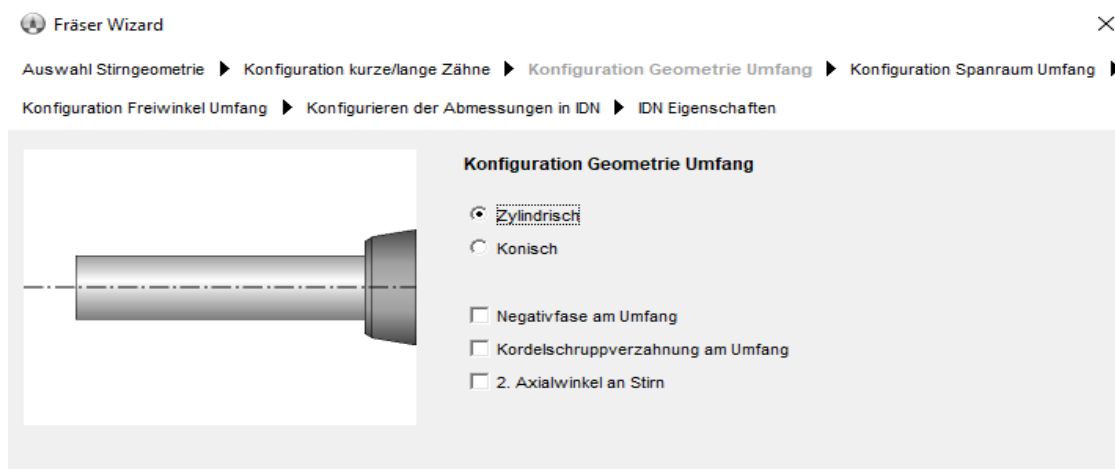 Fräser Wizard
Auswahl Stirngeometrie ▶ Konfiguration kurze/lange Zähne ▶ Konfiguration Geometrie Umfang ▶ Konfiguration Spanraum Umfang ▶
Konfiguration Freiwinkel Umfang ▶ Konfigurieren der Abmessungen in IDN ▶ IDN Eigenschaften
Konfiguration Geometrie Umfang
Zylindrisch
Konisch
Negativfase am Umfang
Kordelschruppverzahnung am Umfang
2. Axialwinkel an Stirn